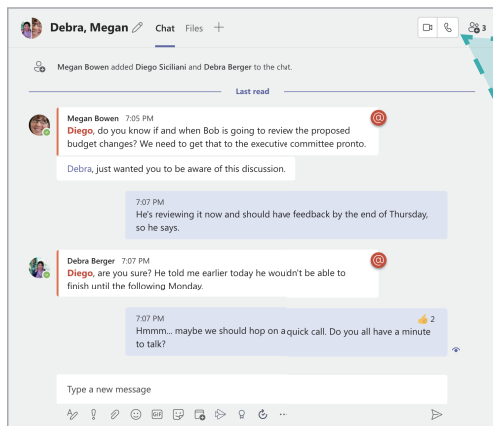 Debra, Megan Chat Files
3
Megan Bowen added Diego Siciliani and Debra Berger to the chat.
Last read
Megan Bowen 7:05 PM
@
Diego, do you know if and when Bob is going to review the proposed
budget changes? We need to get that to the executive committee pronto.
Debra, just wanted you to be aware of this discussion.
7:07 PM
He's reviewing it now and should have feedback by the end of Thursday,
so he says.
Debra Berger 7:07 PM
@
Diego, are you sure? He told me earlier today he wouldn't be able to
finish until the following Monday.
7:07 PM
2
Hmmm... maybe we should hop on a quick call. Do you all have a minute
to talk?
Type a new message
GIF